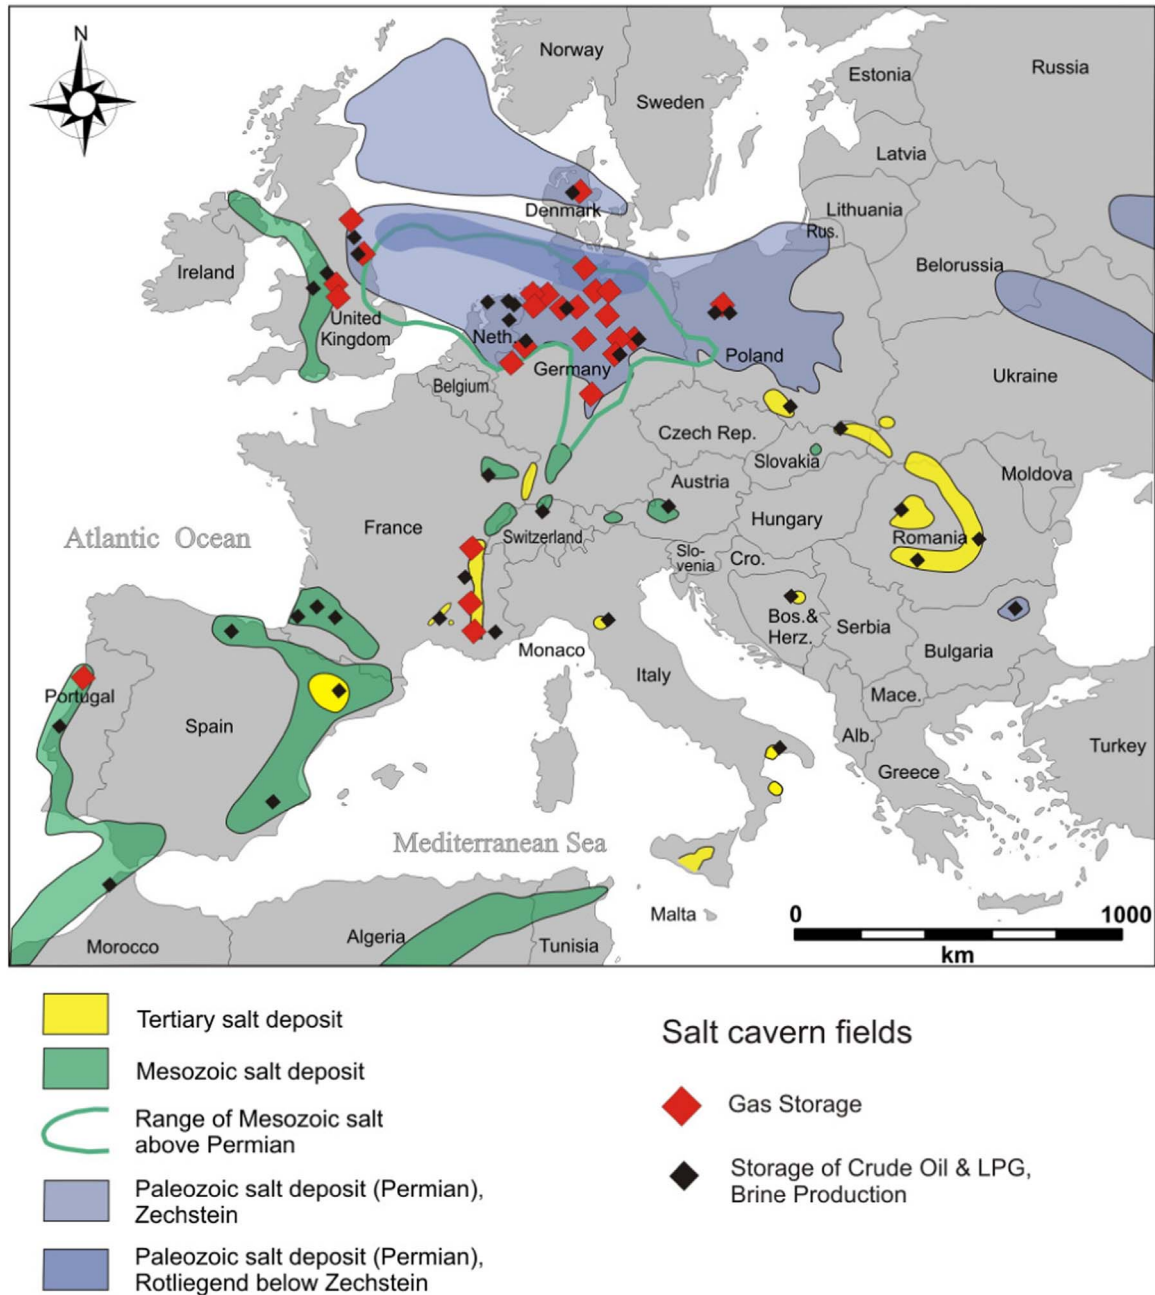 N
Norway
Sweden
Estonia
Russia
Latvia
Lithuania
Rus.
Denmark
Ireland
Belorussia
United
Kingdom
Neth.
Germany
Poland
Belgium
Ukraine
Czech Rep.
Slovakia
Moldova
Austria
France
Switzerland
Hungary
Romania
Atlantic Ocean
Slo-
venia
Cro.
Bos.&
Herz.
Serbia
Bulgaria
Monaco
Italy
Portugal
Spain
Mace.
Alb.
Greece
Turkey
Mediterranean Sea
Malta
0 1000
km
Morocco
Algeria
Tunisia
Tertiary salt deposit
Mesozoic salt deposit
Range of Mesozoic salt
above Permian
Paleozoic salt deposit (Permian),
Zechstein
Paleozoic salt deposit (Permian),
Rotliegend below Zechstein
Salt cavern fields
Gas Storage
Storage of Crude Oil & LPG,
Brine Production